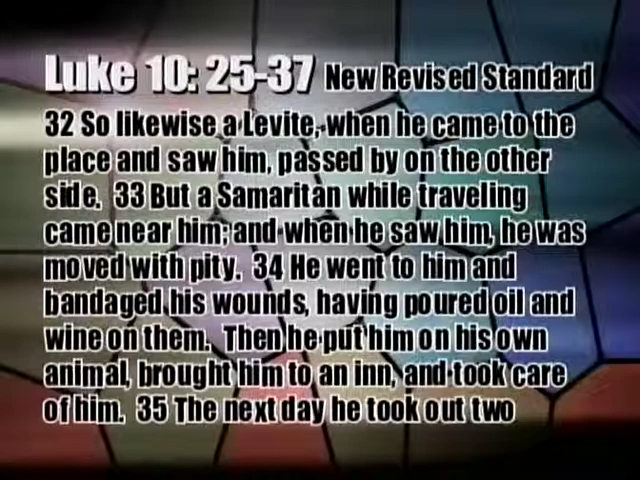 Luke 10: 25-37 New Revised Standard
32 So likewise a Levite, when he came to the
place and saw him, passed by on the other
side. 33 But a Samaritan while traveling
came near him; and when he saw him, he was
moved with pity. 34 He went to him and
bandaged his wounds, having poured oil and
wine on them. Then he put him on his own
animal, brought him to an inn, and took care
of him. 35 The next day he took out two